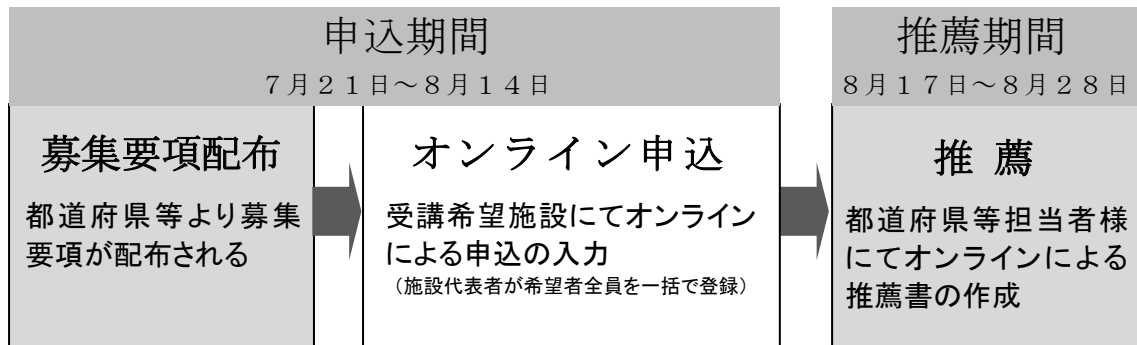 申込期間
7月21日～8月14日
推薦期間
8月17日～8月28日
募集要項配布
都道府県等より募集
要項が配布される
オンライン申込
受講希望施設にてオンライン
による申込の入力
（施設代表者が希望者全員を一括で登録）
推 薦
都道府県等担当者様
にてオンラインによる
推薦書の作成